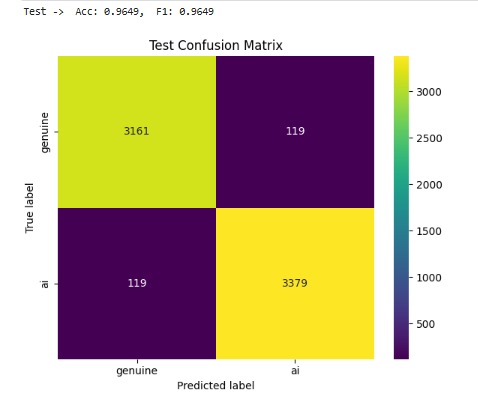 Test ->  Acc: 0.9649,  F1: 0.9649
Test Confusion Matrix
True label
genuine
3161
119
ai
119
3379
genuine
ai
Predicted label
3000
2500
2000
1500
1000
500